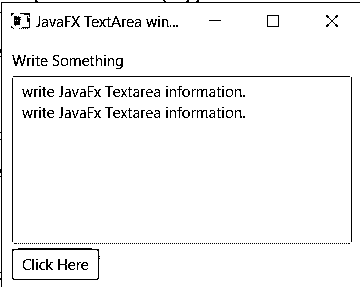 JavaFX TextArea win...
Write Something
write JavaFx Textarea information.
write JavaFx Textarea information.
Click Here